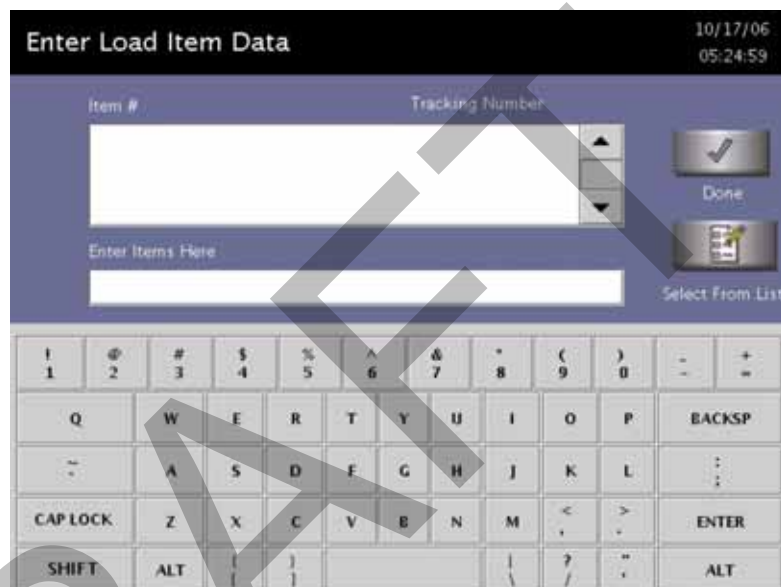 Enter Load Item Data
10/17/06
05:24:59
Item # Tracking Number
Done
Enter Items Here
Select From List
! @ # $ % ^ & * ( ) - +
1 2 3 4 5 6 7 8 9 0 - =
Q W E R T Y U I O P BACKSP
A S D F G H J K L : ;
CAP LOCK Z X C V B N M < , > . ENTER
SHIFT ALT ? / ALT
DRAFT